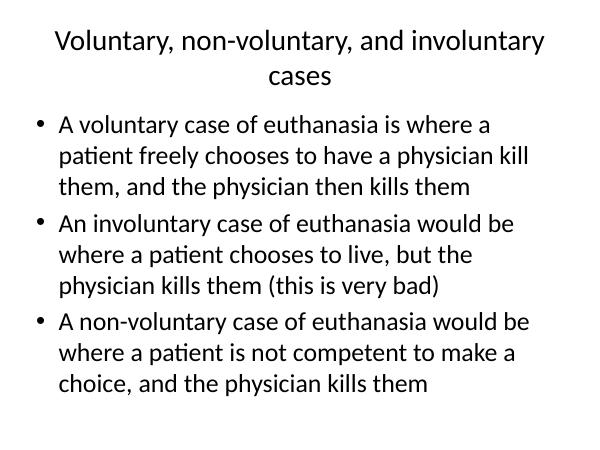 Voluntary, non-voluntary, and involuntary
cases
• A voluntary case of euthanasia is where a
patient freely chooses to have a physician kill
them, and the physician then kills them
• An involuntary case of euthanasia would be
where a patient chooses to live, but the
physician kills them (this is very bad)
• A non-voluntary case of euthanasia would be
where a patient is not competent to make a
choice, and the physician kills them